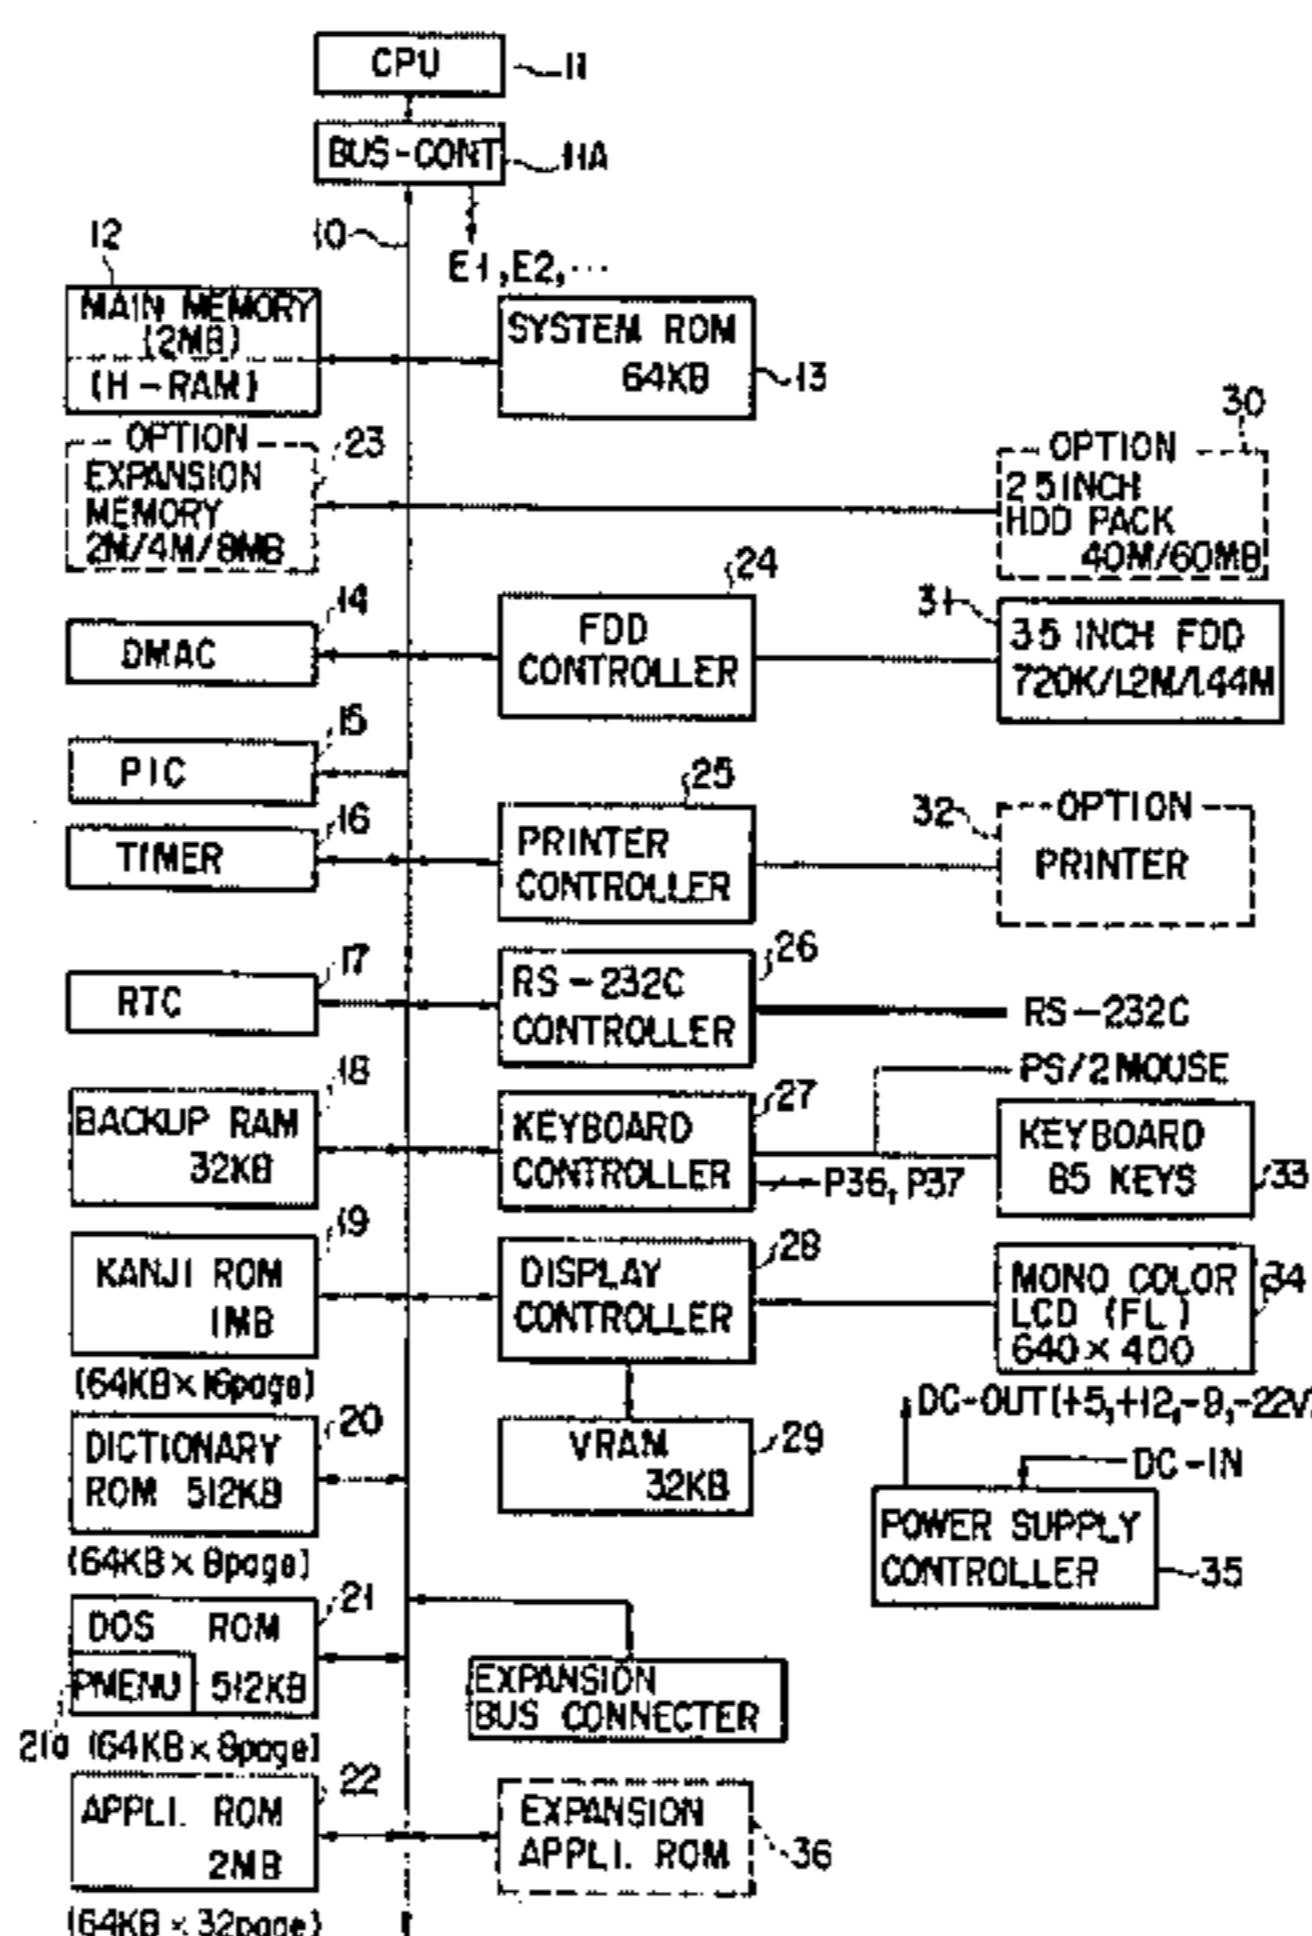 CPU
11
BUS-CONT
11A
10
E1, E2, ...
12
MAIN MEMORY
(2MB)
(H-RAM)
SYSTEM ROM
64KB
13
OPTION
23
EXPANSION
MEMORY
2M/4M/8MB
30
OPTION
2.5 INCH
HDD PACK
40M/60MB
14
DMAC
24
FDD
CONTROLLER
31
3.5 INCH FDD
720K/1.2M/1.44M
15
PIC
16
TIMER
25
PRINTER
CONTROLLER
32
OPTION
PRINTER
17
RTC
26
RS-232C
CONTROLLER
RS-232C
18
BACKUP RAM
32KB
27
KEYBOARD
CONTROLLER
PS/2 MOUSE
P36, P37
KEYBOARD
85 KEYS
33
19
KANJI ROM
1MB
(64KB×16page)
28
DISPLAY
CONTROLLER
MONO COLOR
LCD (FL)
640×400
34
20
DICTIONARY
ROM 512KB
(64KB×8page)
VRAM
32KB
29
DC-OUT(+5,+12,-9,-22V)
DC-IN
POWER SUPPLY
CONTROLLER
35
21
DOS ROM
PMENU 512KB
21a (64KB×8page)
EXPANSION
BUS CONNECTER
22
APPLI. ROM
2MB
(64KB×32page)
EXPANSION
APPLI. ROM
36